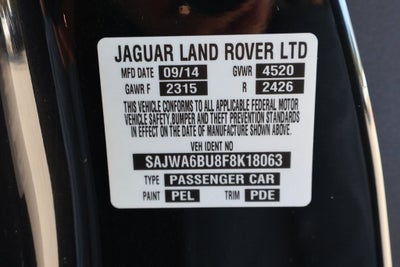 JAGUAR LAND ROVER LTD
MFD DATE 09/14 GVWR 4520
GAWR F 2315 R 2426
THIS VEHICLE CONFORMS TO ALL APPLICABLE FEDERAL MOTOR
VEHICLE SAFETY,BUMPER AND THEFT PREVENTION STANDARDS
IN EFFECT ON THE DATE OF MANUFACTURE SHOWN ABOVE.
VEH IDENT NO
SAJWA6BU8F8K18063
TYPE PASSENGER CAR
PAINT PEL TRIM PDE